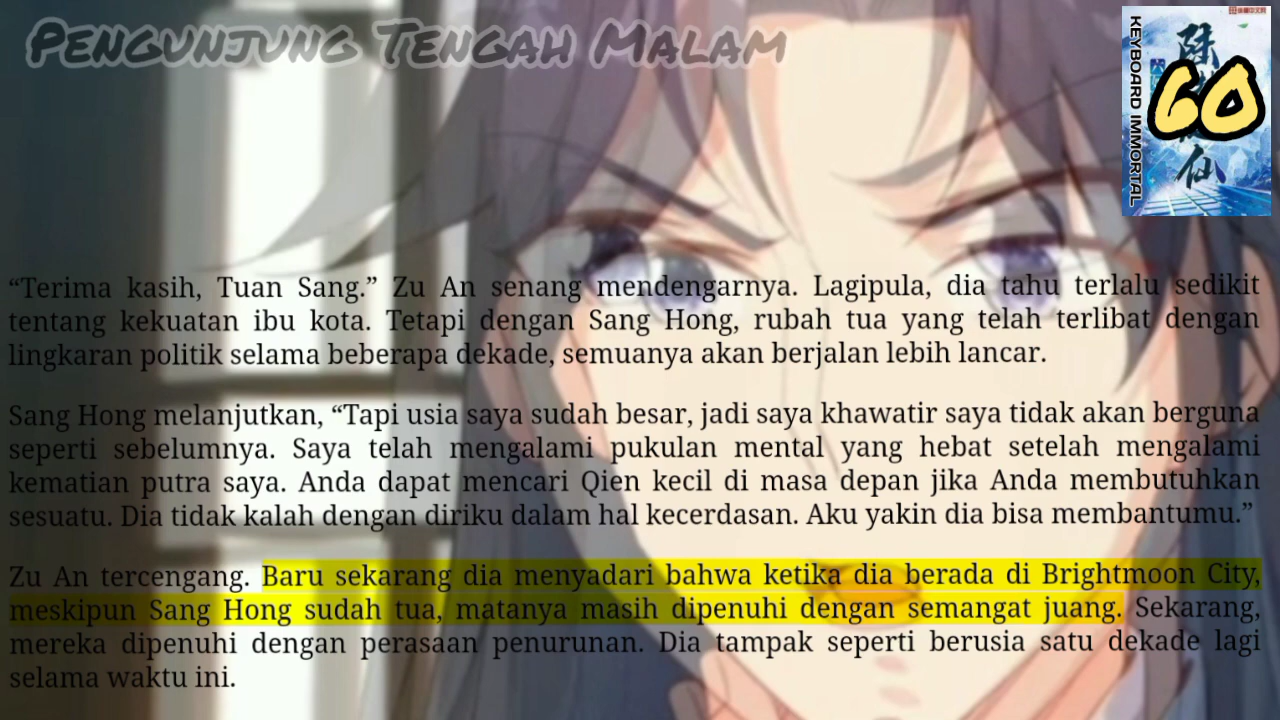 Pengunjung Tengah Malam
60
KEYBOARD IMMORTAL
仙
“Terima kasih, Tuan Sang.” Zu An senang mendengarnya. Lagipula, dia tahu terlalu sedikit
tentang kekuatan ibu kota. Tetapi dengan Sang Hong, rubah tua yang telah terlibat dengan
lingkaran politik selama beberapa dekade, semuanya akan berjalan lebih lancar.
Sang Hong melanjutkan, “Tapi usia saya sudah besar, jadi saya khawatir saya tidak akan berguna
seperti sebelumnya. Saya telah mengalami pukulan mental yang hebat setelah mengalami
kematian putra saya. Anda dapat mencari Qien kecil di masa depan jika Anda membutuhkan
sesuatu. Dia tidak kalah dengan diriku dalam hal kecerdasan. Aku yakin dia bisa membantumu.”
Zu An tercengang. Baru sekarang dia menyadari bahwa ketika dia berada di Brightmoon City,
meskipun Sang Hong sudah tua, matanya masih dipenuhi dengan semangat juang. Sekarang,
mereka dipenuhi dengan perasaan penurunan. Dia tampak seperti berusia satu dekade lagi
selama waktu ini.